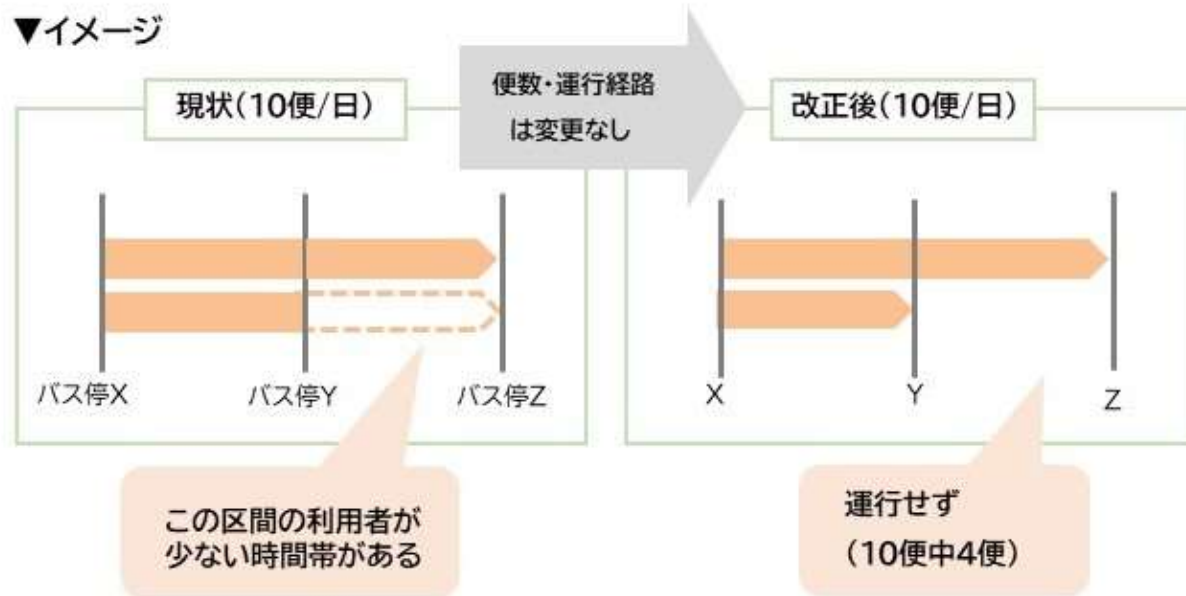 ▼イメージ
現状(10便/日)
便数・運行経路
は変更なし
改正後(10便/日)
バス停X
バス停Y
バス停Z
X
Y
Z
この区間の利用者が
少ない時間帯がある
運行せず
(10便中4便)